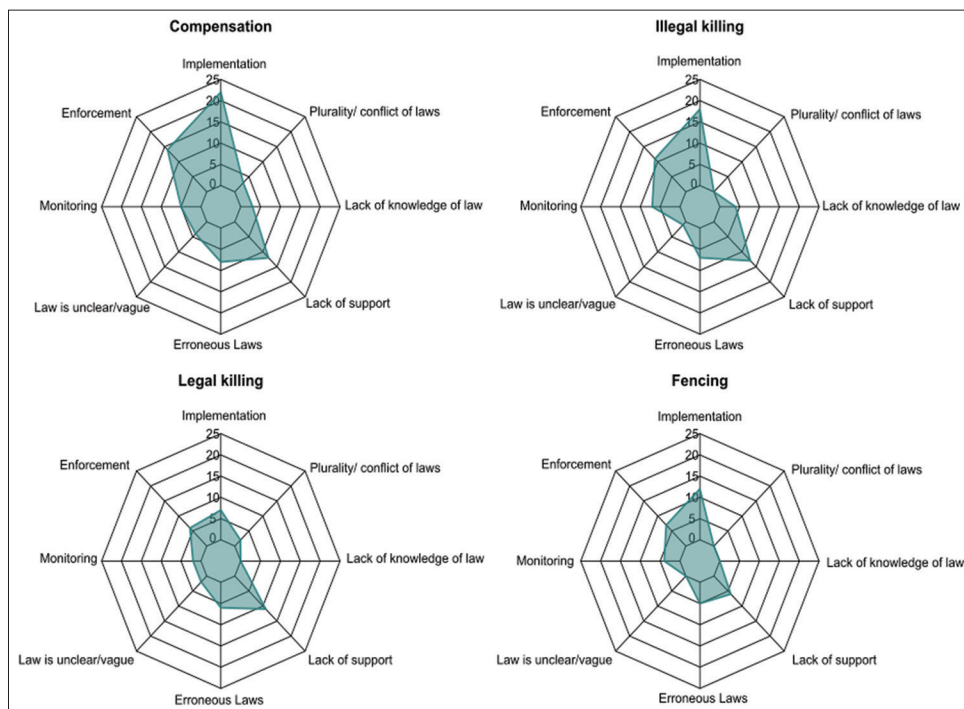 Compensation
Implementation
25
20
15
10
5
0
Enforcement
Plurality/ conflict of laws
Monitoring
Lack of knowledge of law
Law is unclear/vague
Lack of support
Erroneous Laws
Illegal killing
Implementation
25
20
15
10
5
0
Enforcement
Plurality/ conflict of laws
Monitoring
Lack of knowledge of law
Law is unclear/vague
Lack of support
Erroneous Laws
Legal killing
Implementation
25
20
15
10
5
0
Enforcement
Plurality/ conflict of laws
Monitoring
Lack of knowledge of law
Law is unclear/vague
Lack of support
Erroneous Laws
Fencing
Implementation
25
20
15
10
5
0
Enforcement
Plurality/ conflict of laws
Monitoring
Lack of knowledge of law
Law is unclear/vague
Lack of support
Erroneous Laws